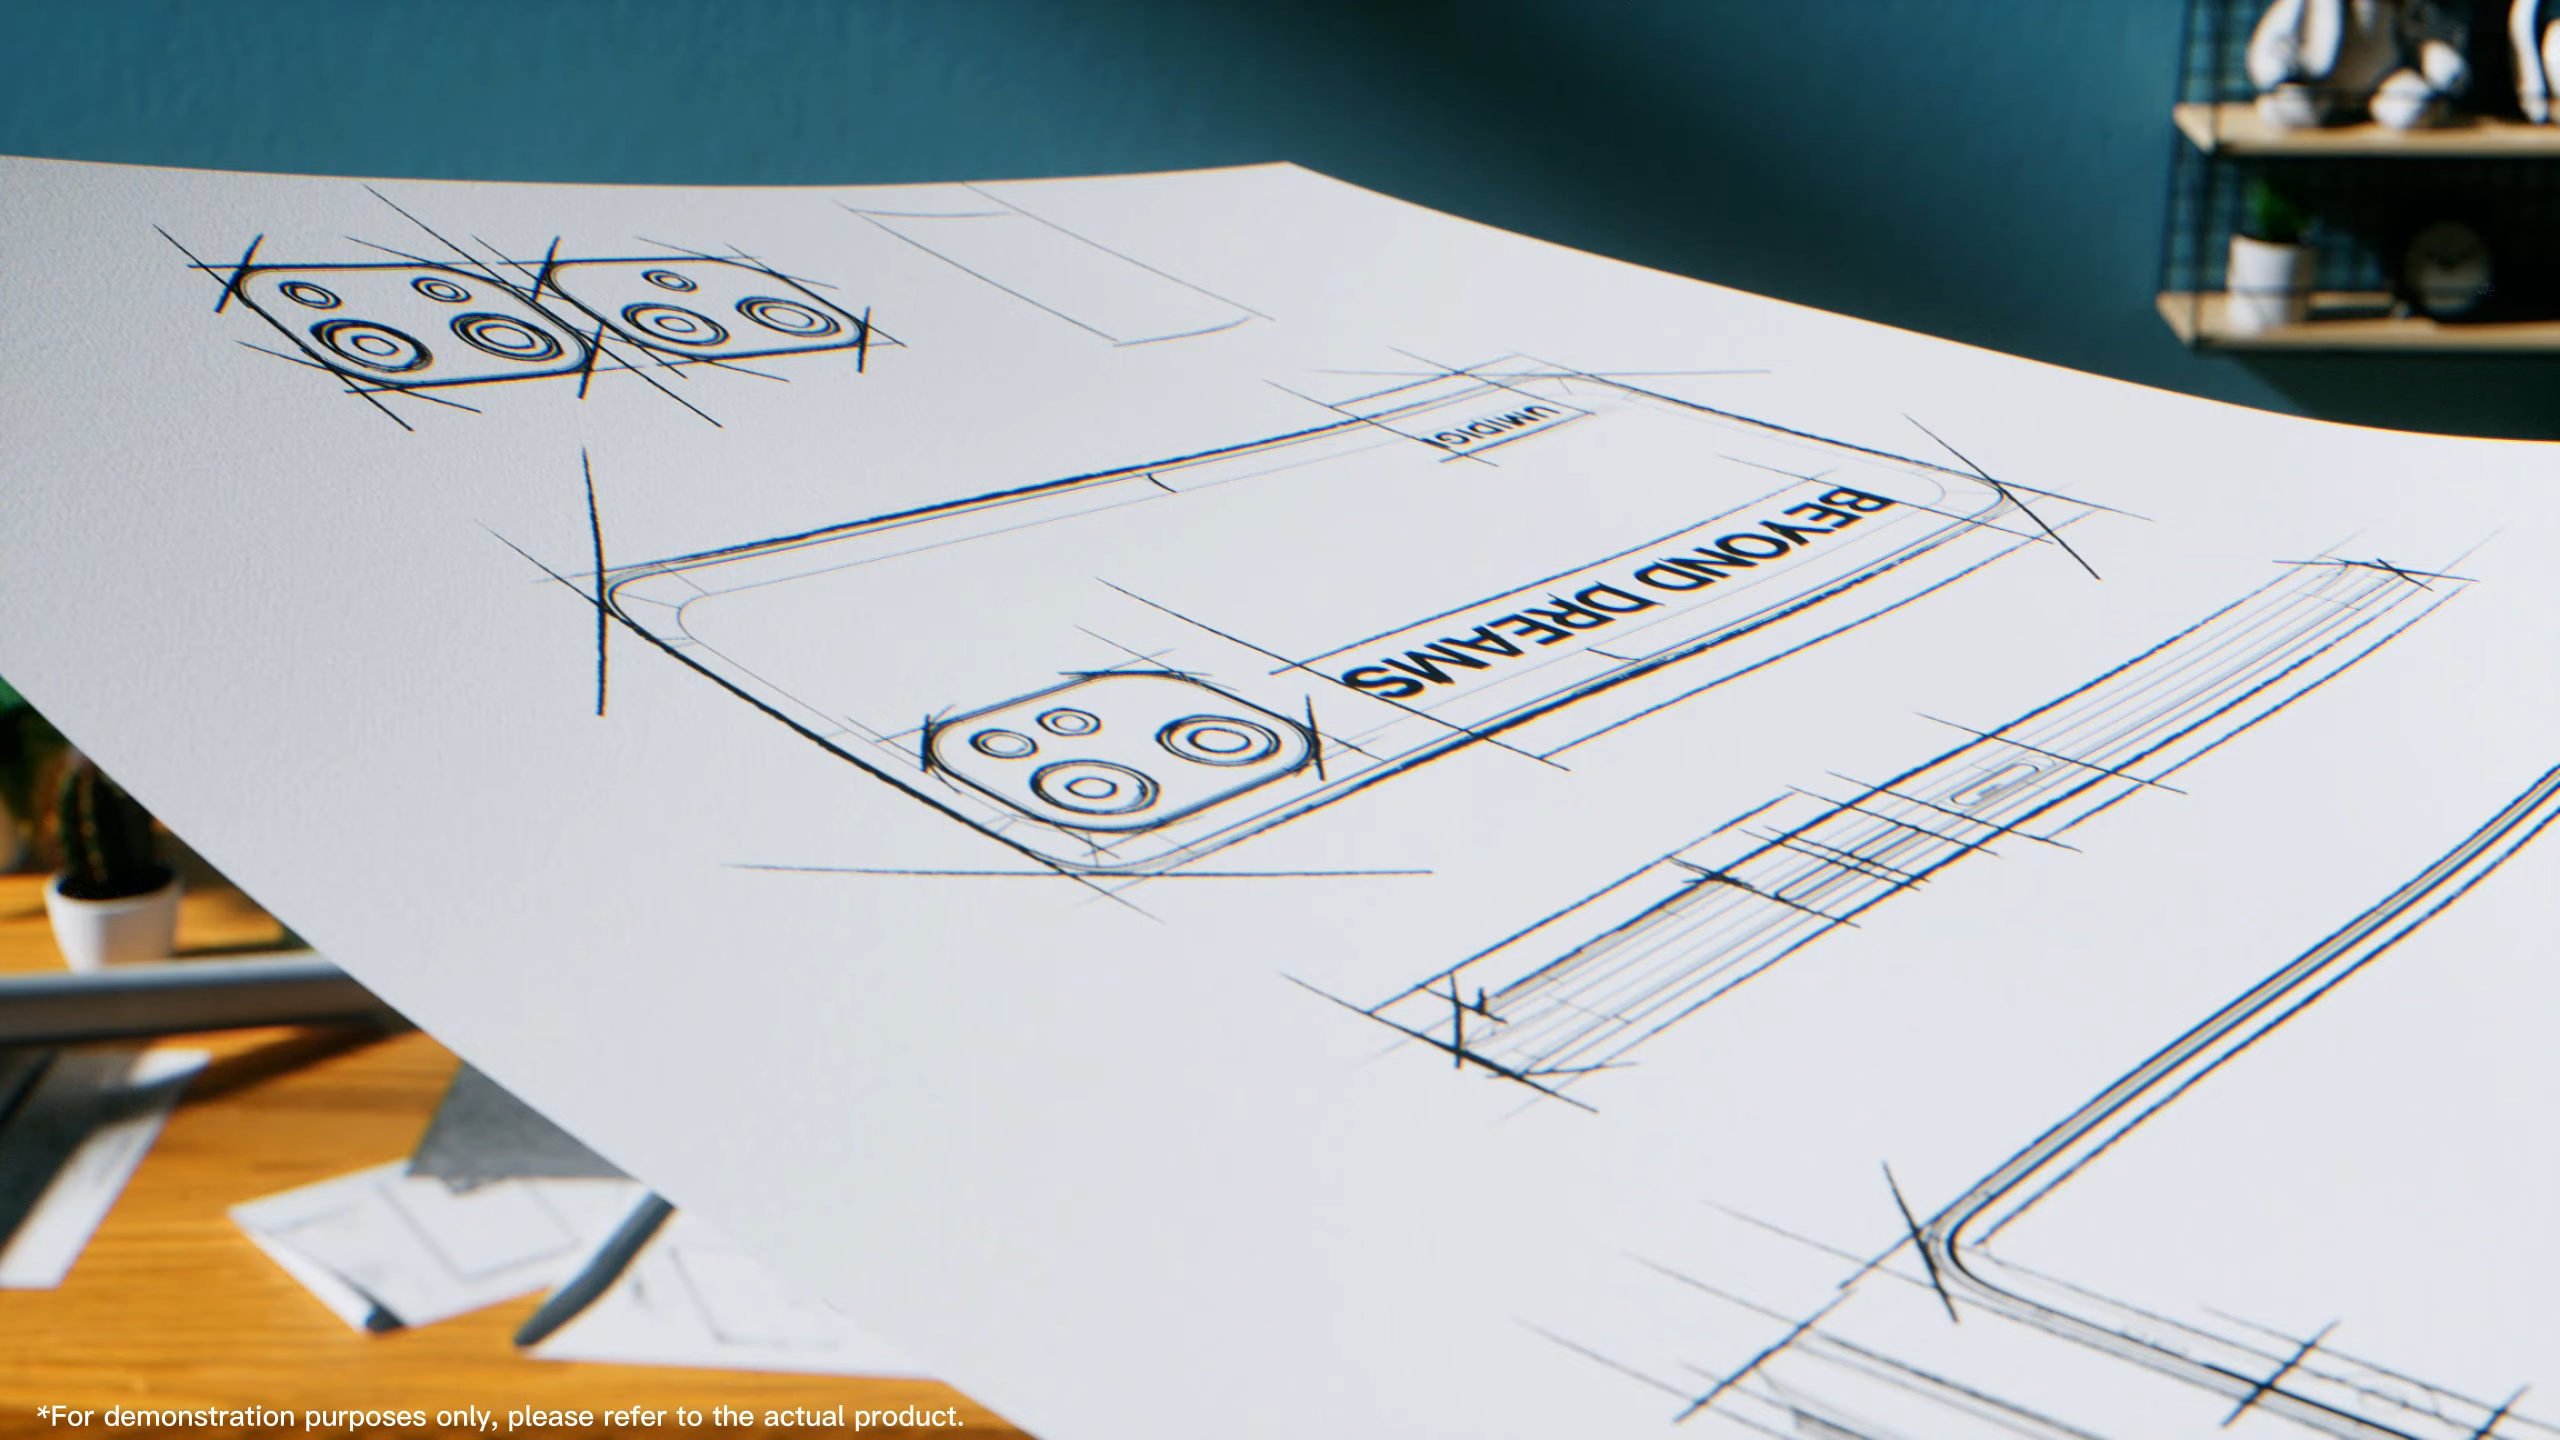 UMIDIGI
BEYOND DREAMS
*For demonstration purposes only, please refer to the actual product.